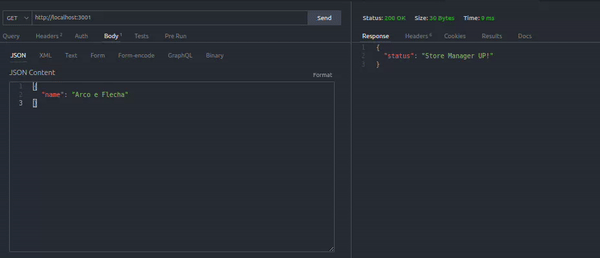 GET http://localhost:3001 Send
Query Headers 2 Auth Body 1 Tests Pre Run
JSON XML Text Form Form-encode GraphQL Binary
JSON Content Format
1 {
2 "name": "Arco e Flecha"
3 }
Status: 200 OK Size: 30 Bytes Time: 9 ms
Response Headers 6 Cookies Results Docs
1 {
2 "status": "Store Manager UP!"
3 }